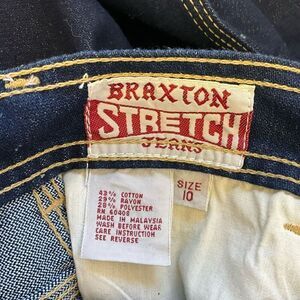 BRAXTON
STRETCH
JEANS
43% COTTON
29% RAYON
28% POLYESTER
RN 60408
MADE IN MALAYSIA
WASH BEFORE WEAR
CARE INSTRUCTION
SEE REVERSE
SIZE
10